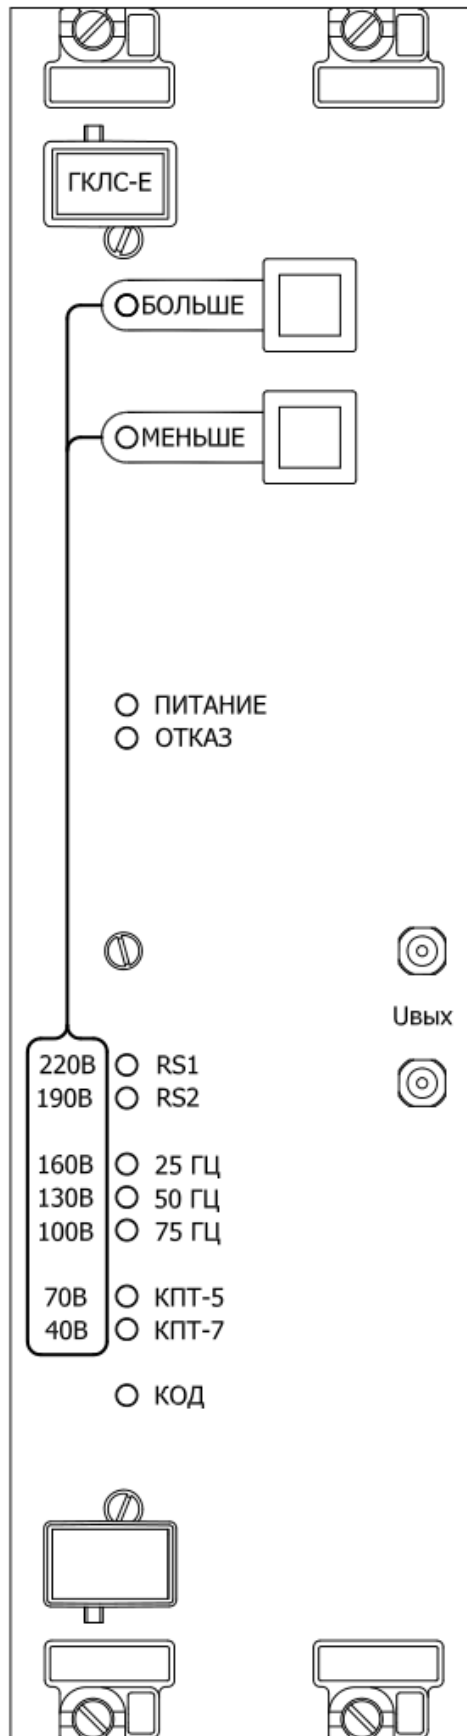 ГКЛС-Е
БОЛЬШЕ
МЕНЬШЕ
ПИТАНИЕ
ОТКАЗ
Uвых
220В RS1
190В RS2
160В 25 ГЦ
130В 50 ГЦ
100В 75 ГЦ
70В КПТ-5
40В КПТ-7
КОД